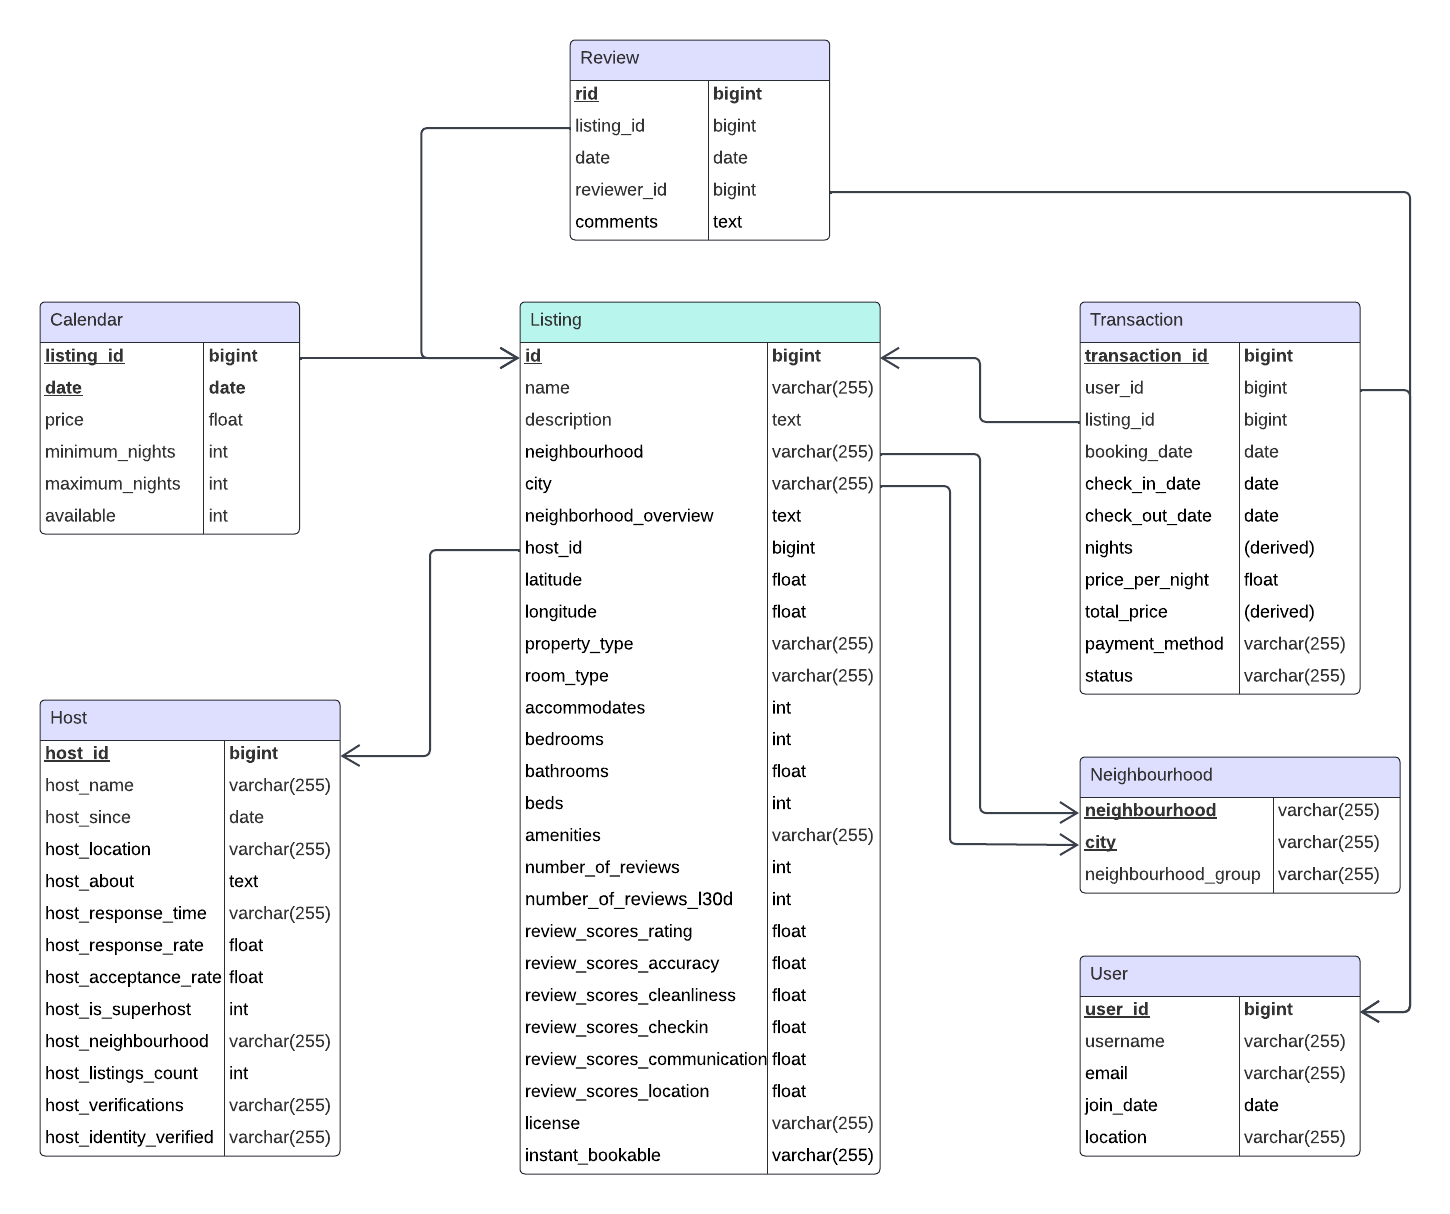 Review
rid bigint
listing_id bigint
date date
reviewer_id bigint
comments text
Calendar
listing_id bigint
date date
price float
minimum_nights int
maximum_nights int
available int
Listing
id bigint
name varchar(255)
description text
neighbourhood varchar(255)
city varchar(255)
neighborhood_overview text
host_id bigint
latitude float
longitude float
property_type varchar(255)
room_type varchar(255)
accommodates int
bedrooms int
bathrooms float
beds int
amenities varchar(255)
number_of_reviews int
number_of_reviews_l30d int
review_scores_rating float
review_scores_accuracy float
review_scores_cleanliness float
review_scores_checkin float
review_scores_communication float
review_scores_location float
license varchar(255)
instant_bookable varchar(255)
Transaction
transaction_id bigint
user_id bigint
listing_id bigint
booking_date date
check_in_date date
check_out_date date
nights (derived)
price_per_night float
total_price (derived)
payment_method varchar(255)
status varchar(255)
Host
host_id bigint
host_name varchar(255)
host_since date
host_location varchar(255)
host_about text
host_response_time varchar(255)
host_response_rate float
host_acceptance_rate float
host_is_superhost int
host_neighbourhood varchar(255)
host_listings_count int
host_verifications varchar(255)
host_identity_verified varchar(255)
Neighbourhood
neighbourhood varchar(255)
city varchar(255)
neighbourhood_group varchar(255)
User
user_id bigint
username varchar(255)
email varchar(255)
join_date date
location varchar(255)